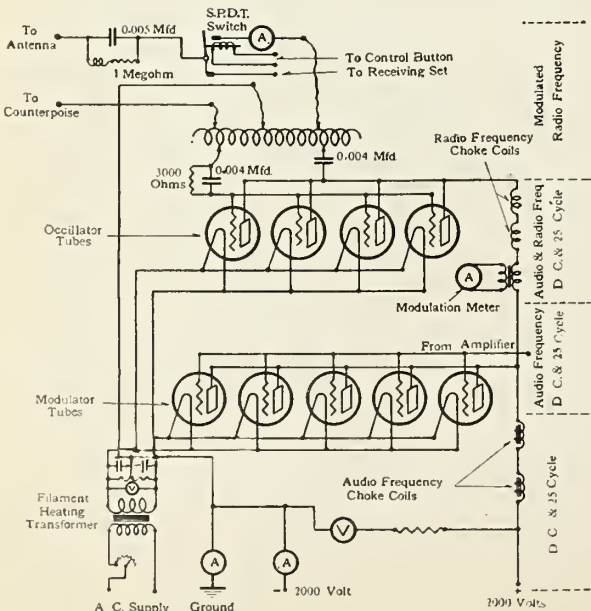 To
Antenna
0.005 Mfd
1 Megohm
S.P.D.T.
Switch
A
To Control Button
To Receiving Set
To
Counterpoise
Modulated
Radio Frequency
Radio Frequency
Choke Coils
3000
Ohms
0.004 Mfd.
0.004 Mfd
Occillator
Tubes
A
Modulation Meter
Audio & Radio Freq
D C. & 25 Cycle
From Amplifier
Audio Frequency
D C. & 25 Cycle
Modulator
Tubes
Audio Frequency
Choke Coils
D C & 25 Cycle
V
Filament
Heating
Transformer
V
A
A
A C. Supply
Ground
— 2000 Volt
2000 Volts